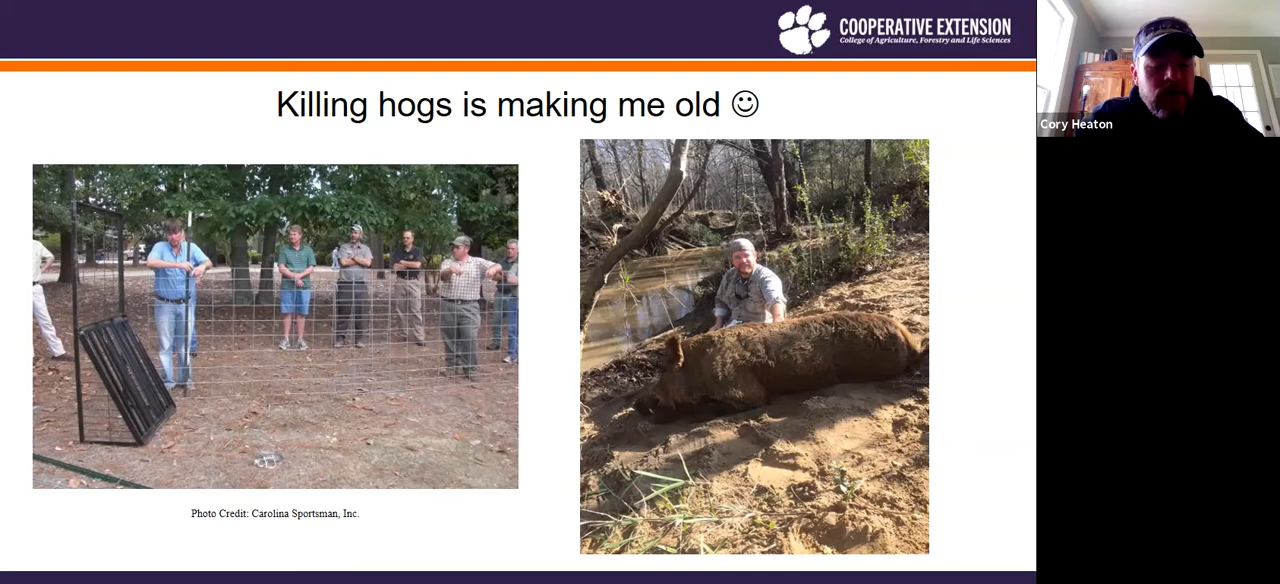 COOPERATIVE EXTENSION
College of Agriculture, Forestry and Life Sciences
Killing hogs is making me old ☺
Cory Heaton
Photo Credit: Carolina Sportsman, Inc.